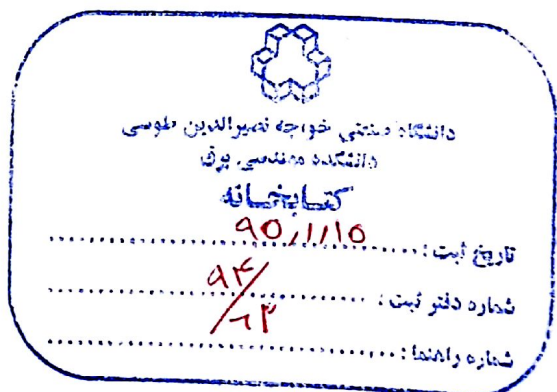 دانشگاه صنعتی خواجه نصیرالدین طوسی
دانشکده مهندسی برق
کتابخانه
تاریخ ثبت: ۹۵/۱/۱۵
شماره دفتر ثبت: ۹۴/
شماره راهنما: